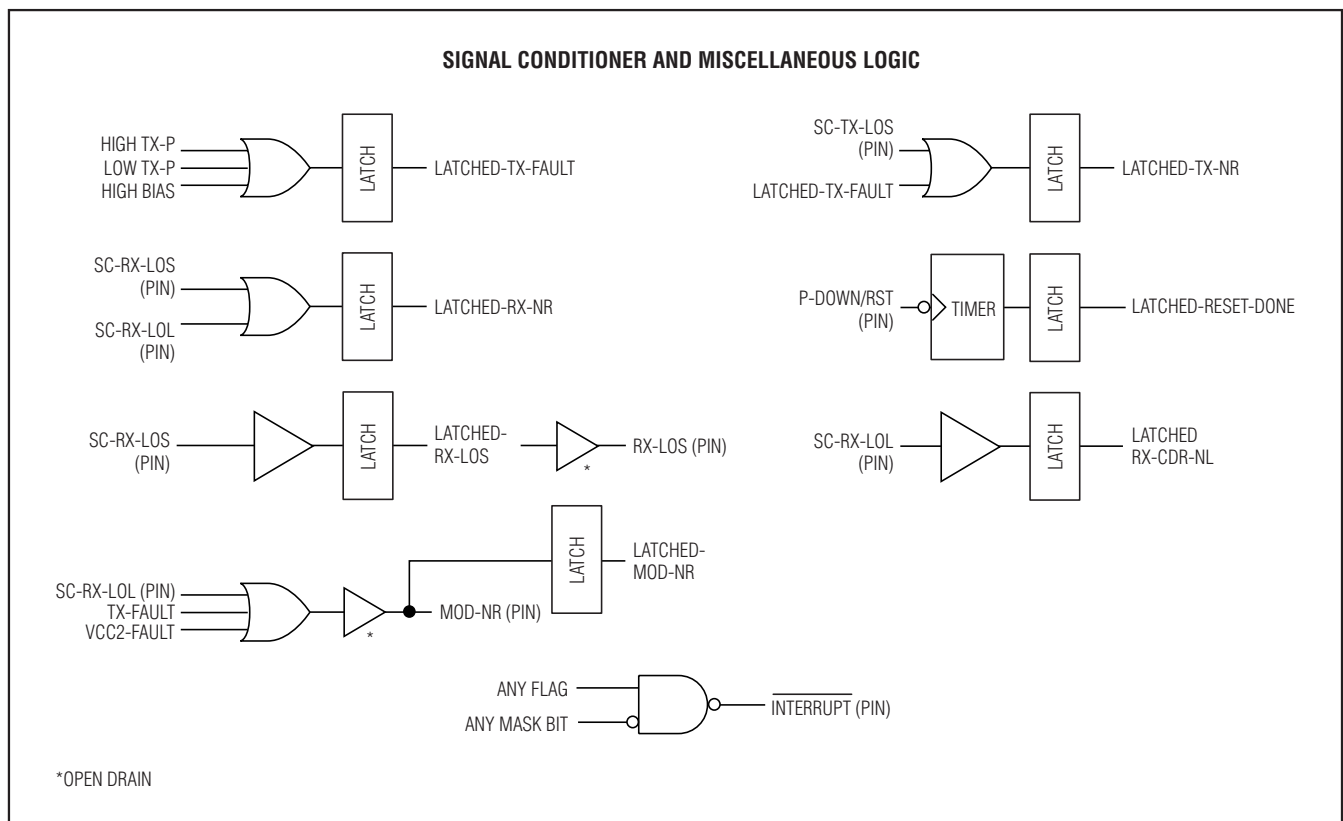 SIGNAL CONDITIONER AND MISCELLANEOUS LOGIC
HIGH TX-P
LOW TX-P
HIGH BIAS
LATCH
LATCHED-TX-FAULT
SC-TX-LOS
(PIN)
LATCHED-TX-FAULT
LATCH
LATCHED-TX-NR
SC-RX-LOS
(PIN)
SC-RX-LOL
(PIN)
LATCH
LATCHED-RX-NR
P-DOWN/RST
(PIN)
TIMER
LATCH
LATCHED-RESET-DONE
SC-RX-LOS
(PIN)
LATCH
LATCHED-
RX-LOS
*
RX-LOS (PIN)
SC-RX-LOL
(PIN)
LATCH
LATCHED
RX-CDR-NL
SC-RX-LOL (PIN)
TX-FAULT
VCC2-FAULT
*
MOD-NR (PIN)
LATCH
LATCHED-
MOD-NR
ANY FLAG
ANY MASK BIT
INTERRUPT (PIN)
*OPEN DRAIN